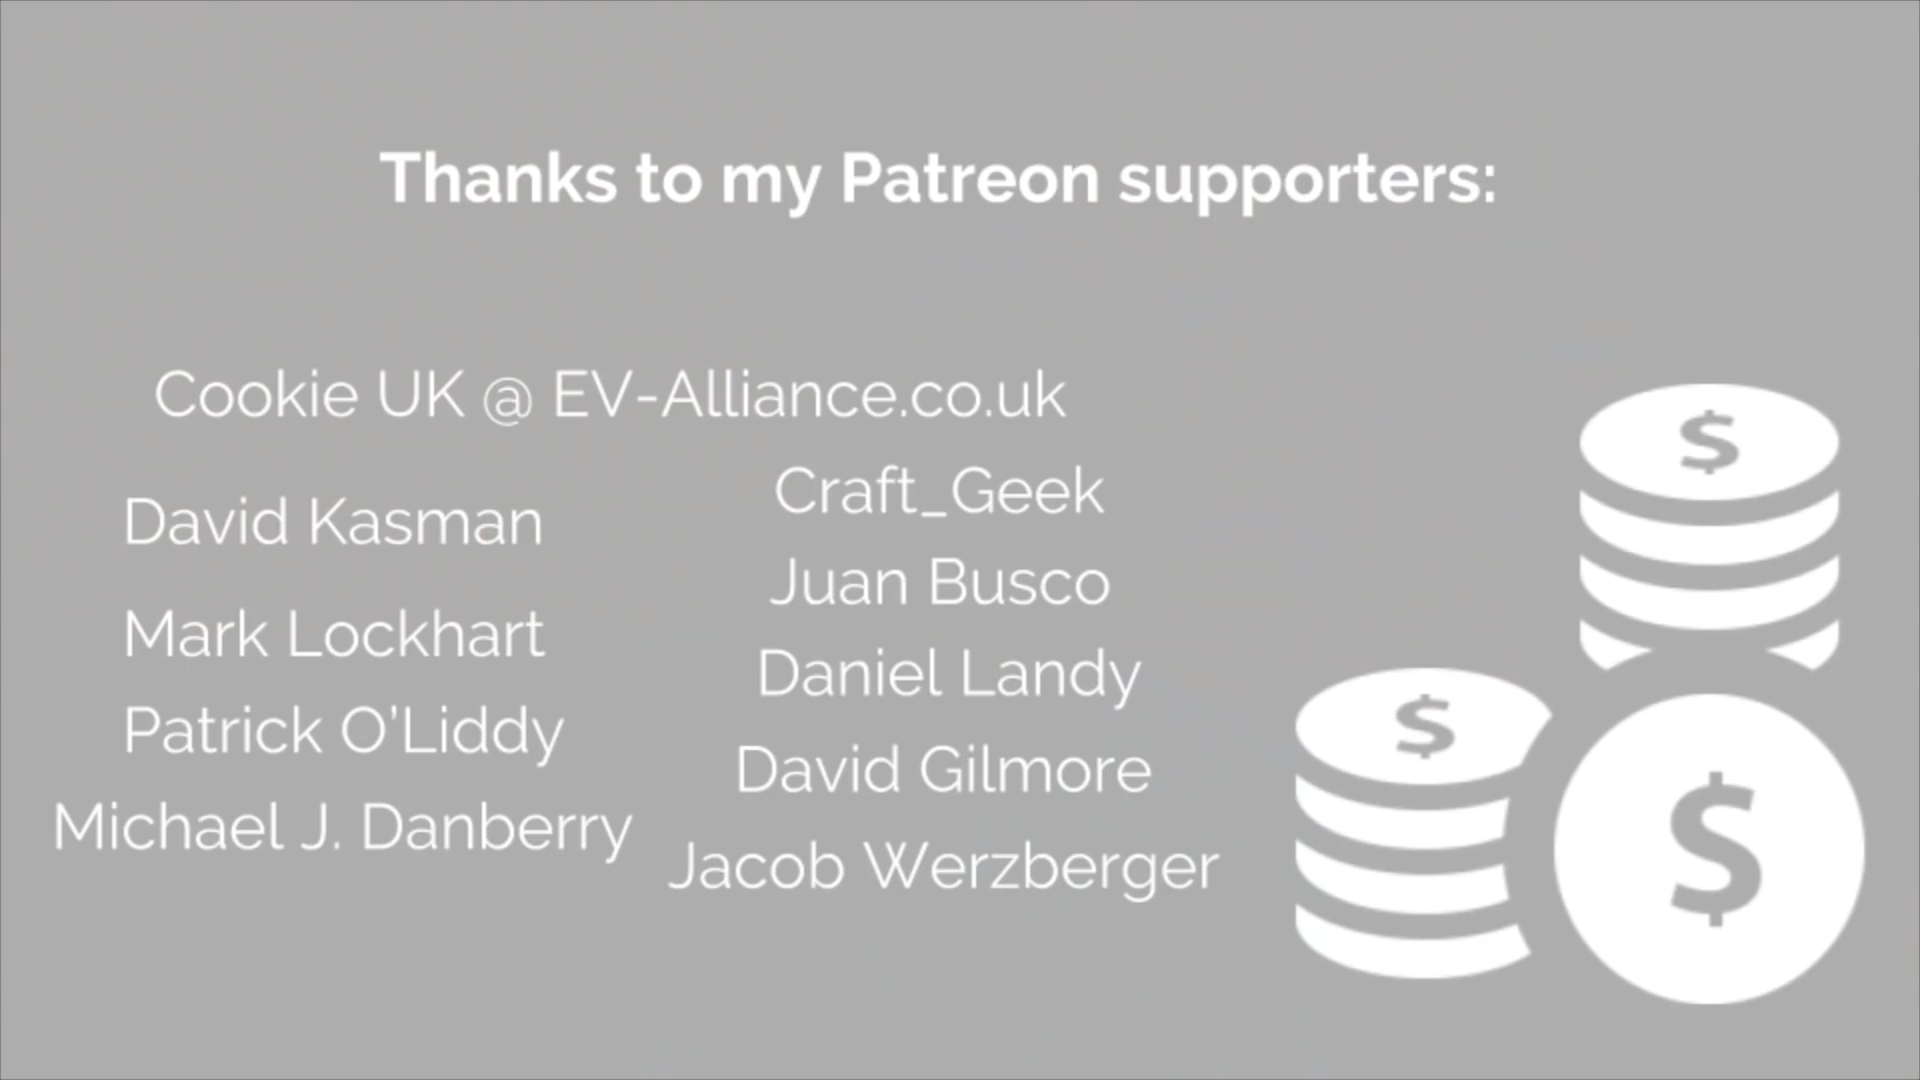 Thanks to my Patreon supporters:
Cookie UK @ EV-Alliance.co.uk
David Kasman
Mark Lockhart
Patrick O'Liddy
Michael J. Danberry
Craft_Geek
Juan Busco
Daniel Landy
David Gilmore
Jacob Werzberger
$
$
$